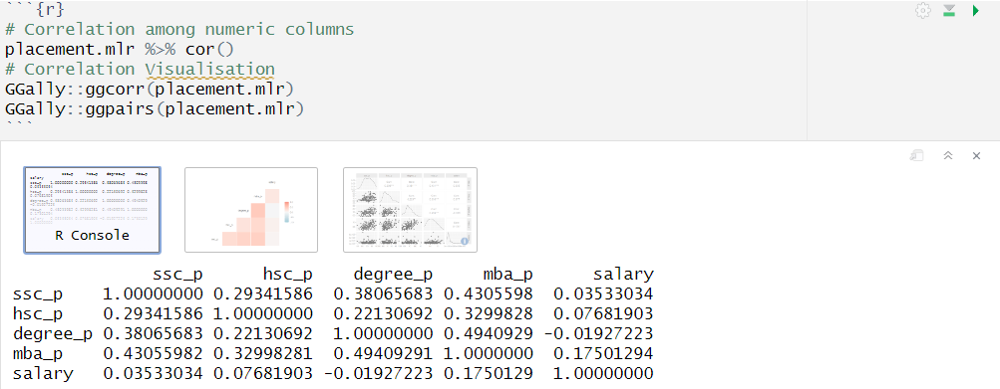 ```{r}
# Correlation among numeric columns
placement.mlr %>% cor()
# Correlation Visualisation
GGally::ggcorr(placement.mlr)
GGally::ggpairs(placement.mlr)
```
R Console
ssc_p hsc_p degree_p mba_p salary
ssc_p 1.00000000 0.29341586 0.38065683 0.4305598 0.03533034
hsc_p 0.29341586 1.00000000 0.22130692 0.3299828 0.07681903
degree_p 0.38065683 0.22130692 1.00000000 0.4940929 -0.01927223
mba_p 0.43055982 0.32998281 0.49409291 1.0000000 0.17501294
salary 0.03533034 0.07681903 -0.01927223 0.1750129 1.00000000